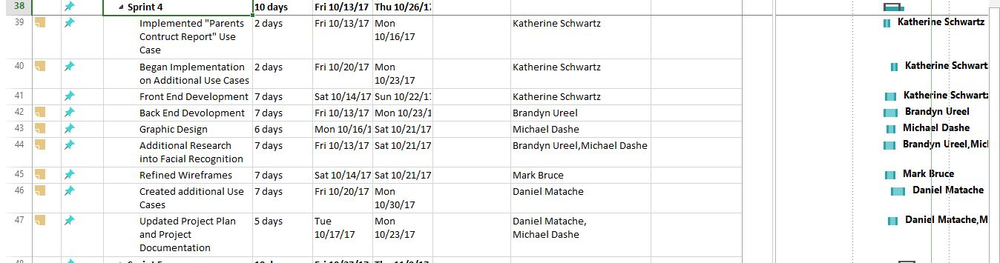 38 Sprint 4 10 days Fri 10/13/17 Thu 10/26/17
39 Implemented "Parents 2 days Fri 10/13/17 Mon Katherine Schwartz Katherine Schwartz
Contruct Report" Use 10/16/17
Case
40 Began Implementation 2 days Fri 10/20/17 Mon Katherine Schwartz Katherine Schwart
on Additional Use Cases 10/23/17
41 Front End Development 7 days Sat 10/14/17 Sun 10/22/17 Katherine Schwartz Katherine Schwartz
42 Back End Devolopment 7 days Fri 10/13/17 Mon 10/23/1 Brandyn Ureel Brandyn Ureel
43 Graphic Design 6 days Mon 10/16/1 Sat 10/21/17 Michael Dashe Michael Dashe
44 Additional Research 7 days Fri 10/13/17 Sat 10/21/17 Brandyn Ureel,Michael Dashe Brandyn Ureel,Mic
into Facial Recognition
45 Refined Wireframes 7 days Sat 10/14/17 Sat 10/21/17 Mark Bruce Mark Bruce
46 Created additional Use 7 days Fri 10/20/17 Mon Daniel Matache Daniel Matache
Cases 10/30/17
47 Updated Project Plan 5 days Tue Mon Daniel Matache, Daniel Matache,M
and Project 10/17/17 10/23/17 Michael Dashe
Documentation